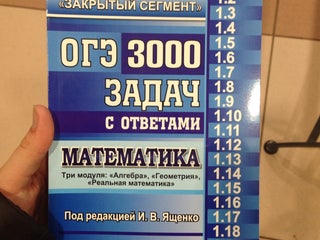 «ЗАКРЫТЫЙ СЕГМЕНТ»
ОГЭ 3000
ЗАДАЧ
С ОТВЕТАМИ
МАТЕМАТИКА
Три модуля: «Алгебра», «Геометрия»,
«Реальная математика»
Под редакцией И. В. Ященко
1.2
1.3
1.4
1.5
1.6
1.7
1.8
1.9
1.10
1.11
1.12
1.13
1.14
1.15
1.16
1.17
1.18